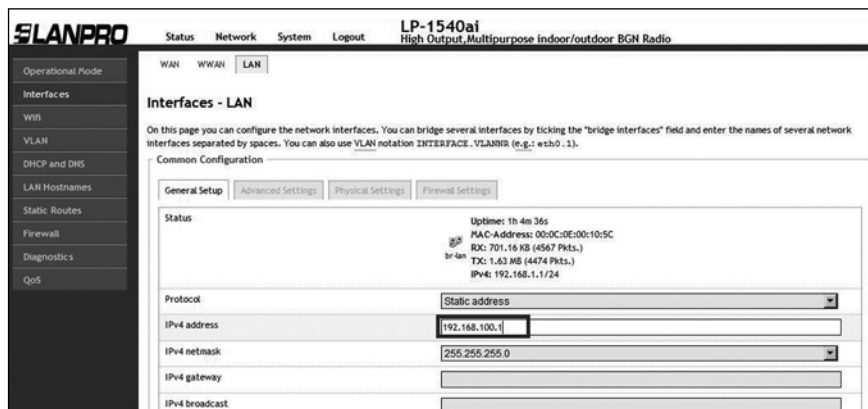 LANPRO
Status Network System Logout
LP-1540ai
High Output,Multipurpose indoor/outdoor BGN Radio
Operational Mode
Interfaces
Wifi
VLAN
DHCP and DNS
LAN Hostnames
Static Routes
Firewall
Diagnostics
QoS
WAN WWAN LAN
Interfaces - LAN
On this page you can configure the network interfaces. You can bridge several interfaces by ticking the "bridge interfaces" field and enter the names of several network
interfaces separated by spaces. You can also use VLAN notation INTERFACE.VLANNR (e.g.: eth0.1).
Common Configuration
General Setup Advanced Settings Physical Settings Firewall Settings
Status
Uptime: 1h 4m 36s
MAC-Address: 00:0C:0E:00:10:5C
RX: 701.16 KB (4567 Pkts.)
br-lan TX: 1.63 MB (4474 Pkts.)
IPv4: 192.168.1.1/24
Protocol Static address
IPv4 address 192.168.100.1
IPv4 netmask 255.255.255.0
IPv4 gateway
IPv4 broadcast